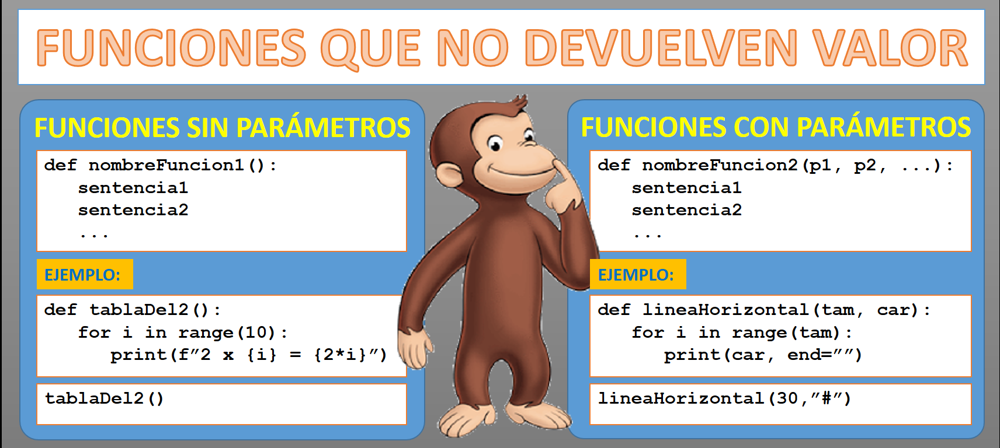 FUNCIONES QUE NO DEVUELVEN VALOR
FUNCIONES SIN PARÁMETROS
def nombreFuncion1():
   sentencia1
   sentencia2
   ...
EJEMPLO:
def tablaDel2():
   for i in range(10):
      print(f”2 x {i} = {2*i}”)
tablaDel2()
FUNCIONES CON PARÁMETROS
def nombreFuncion2(p1, p2, ...):
   sentencia1
   sentencia2
   ...
EJEMPLO:
def lineaHorizontal(tam, car):
   for i in range(tam):
      print(car, end=””)
lineaHorizontal(30,”#”)